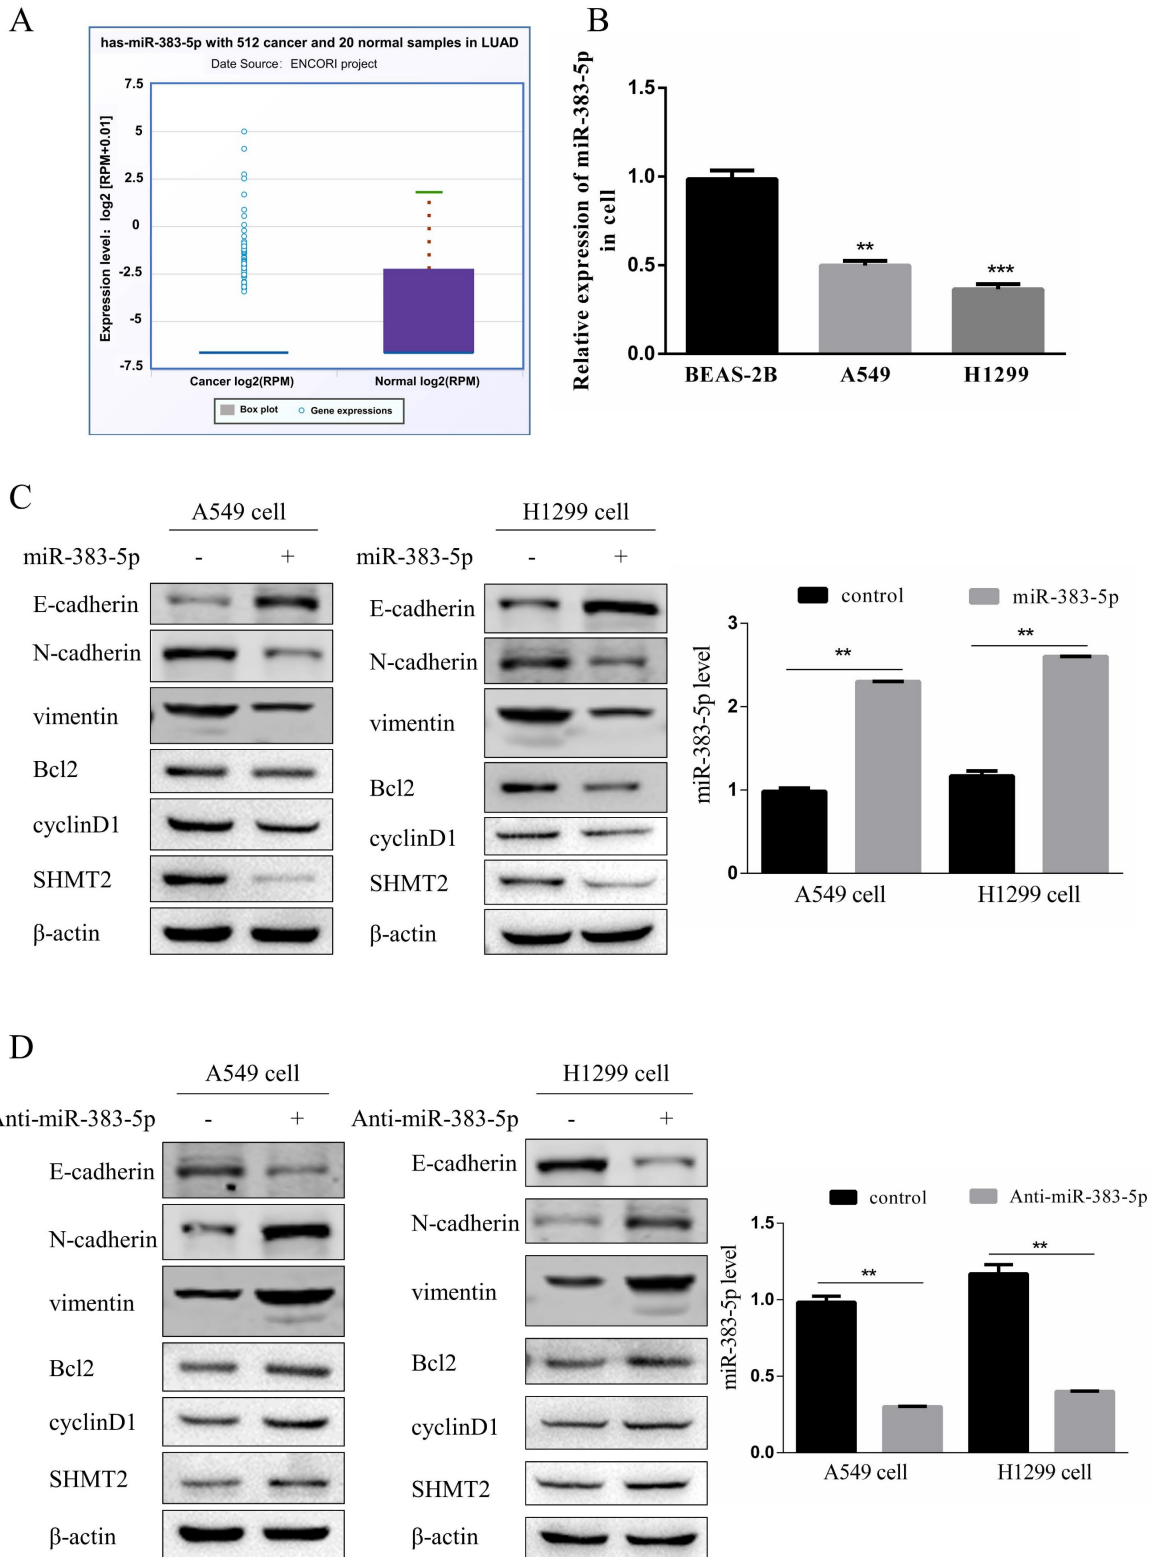 A
has-miR-383-5p with 512 cancer and 20 normal samples in LUAD
Date Source: ENCORI project
Expression level: log2 [RPM+0.01]
7.5
5
2.5
0
-2.5
-5
-7.5
Cancer log2(RPM)
Normal log2(RPM)
Box plot
Gene expressions
B
Relative expression of miR-383-5p
in cell
1.5
1.0
0.5
0.0
**
***
BEAS-2B
A549
H1299
C
A549 cell
miR-383-5p - +
E-cadherin
N-cadherin
vimentin
Bcl2
cyclinD1
SHMT2
β-actin
H1299 cell
miR-383-5p - +
E-cadherin
N-cadherin
vimentin
Bcl2
cyclinD1
SHMT2
β-actin
control
miR-383-5p
miR-383-5p level
3
2
1
0
**
**
A549 cell
H1299 cell
D
A549 cell
Anti-miR-383-5p - +
E-cadherin
N-cadherin
vimentin
Bcl2
cyclinD1
SHMT2
β-actin
H1299 cell
Anti-miR-383-5p - +
E-cadherin
N-cadherin
vimentin
Bcl2
cyclinD1
SHMT2
β-actin
control
Anti-miR-383-5p
miR-383-5p level
1.5
1.0
0.5
0.0
**
**
A549 cell
H1299 cell